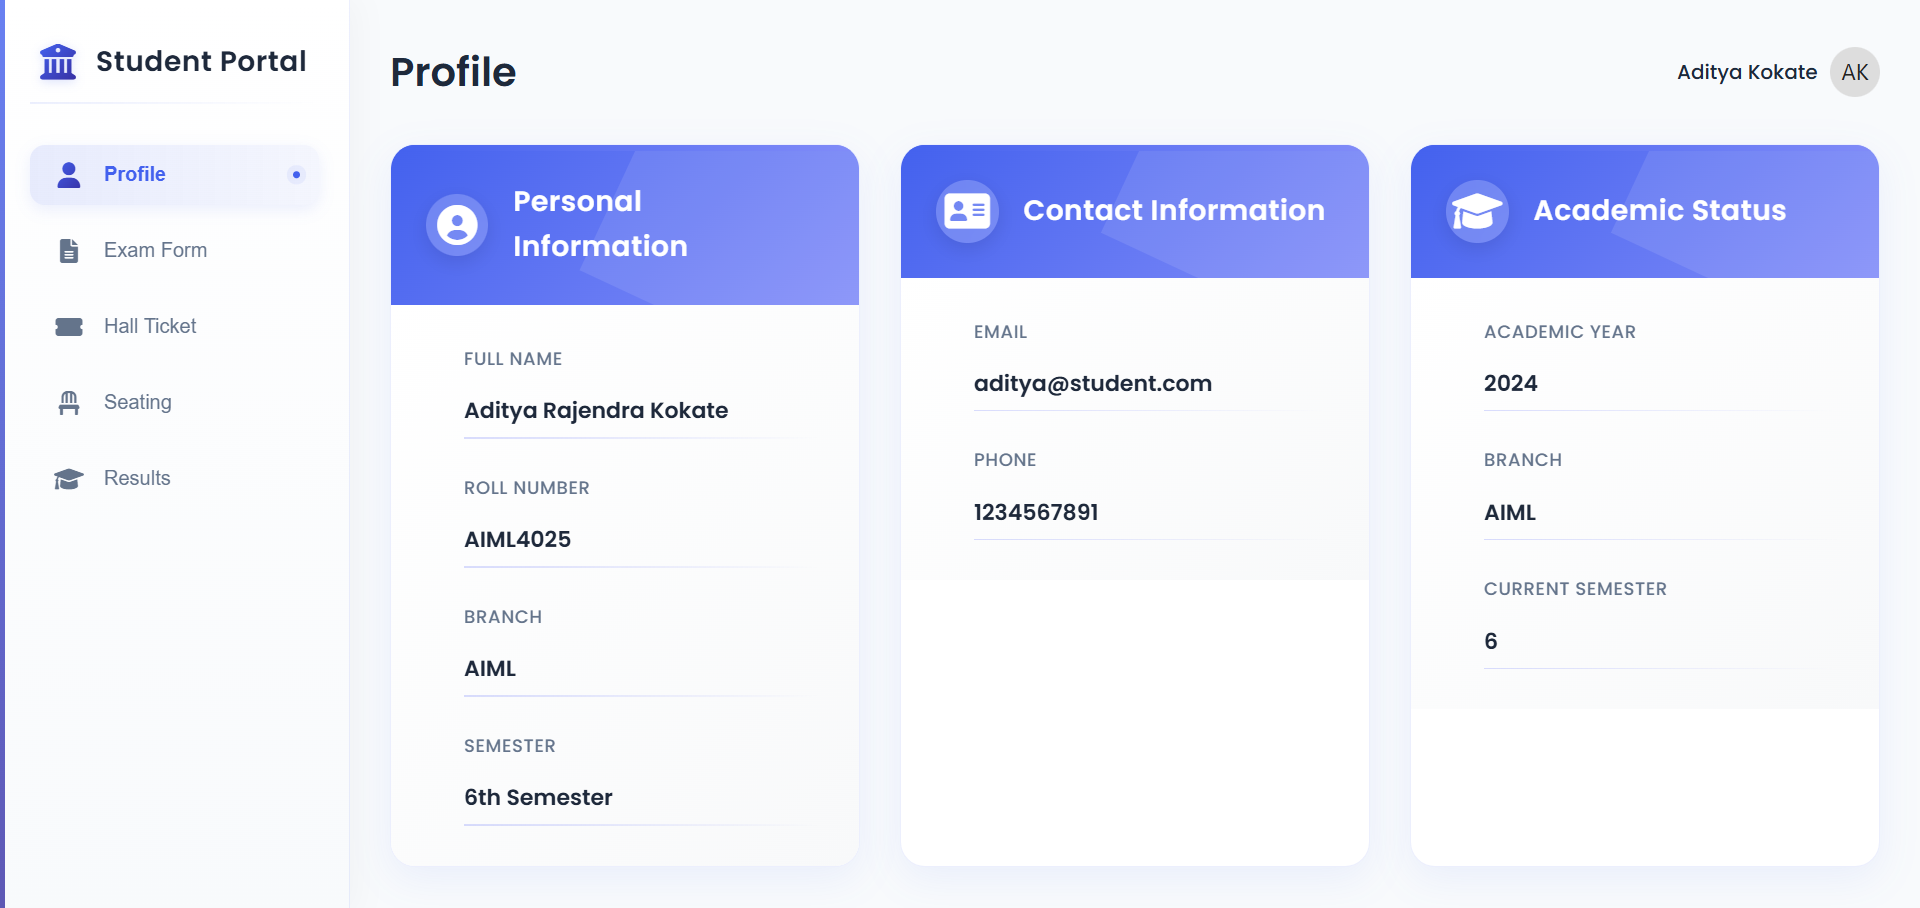 Student Portal
Profile
Exam Form
Hall Ticket
Seating
Results
Profile
Aditya Kokate
AK
Personal
Information
FULL NAME
Aditya Rajendra Kokate
ROLL NUMBER
AIML4025
BRANCH
AIML
SEMESTER
6th Semester
Contact Information
EMAIL
aditya@student.com
PHONE
1234567891
Academic Status
ACADEMIC YEAR
2024
BRANCH
AIML
CURRENT SEMESTER
6